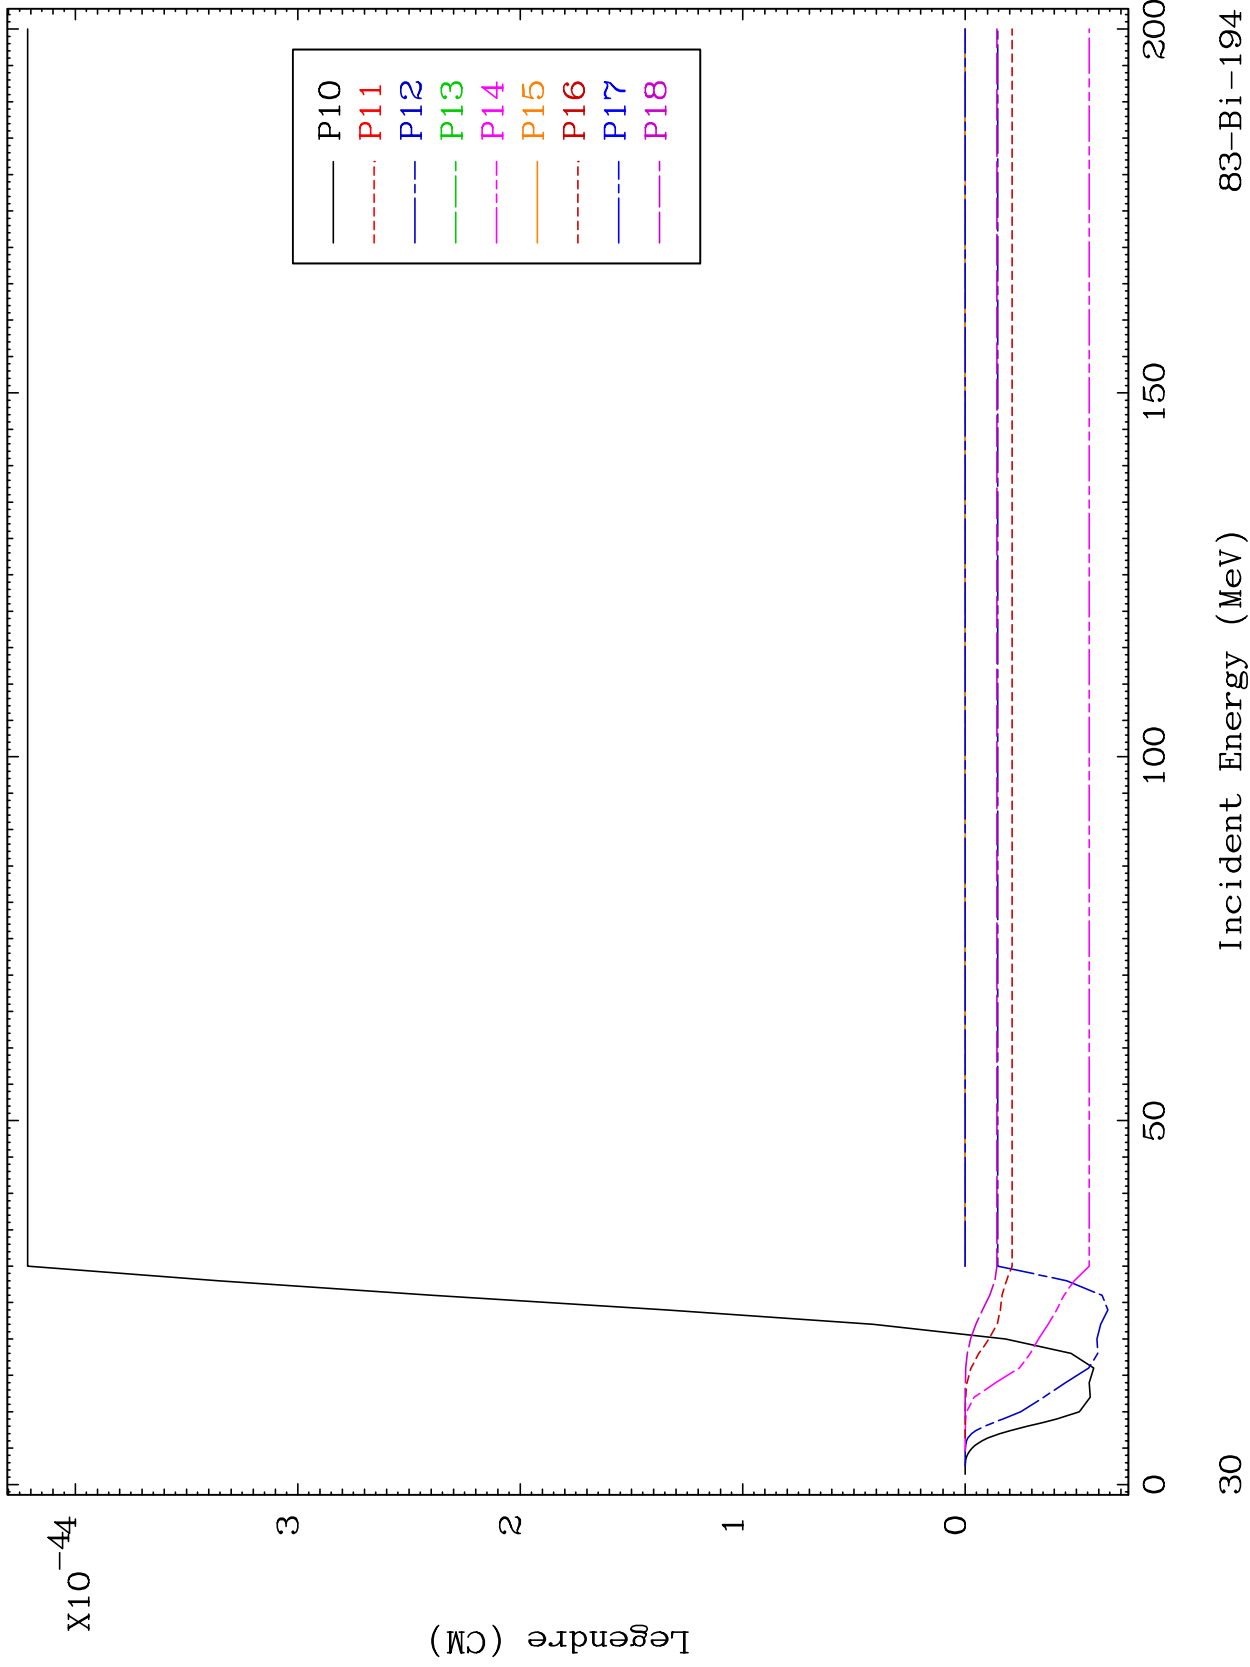 X10-4
4
3
2
1
0
Legendre (CM)
P10
P11
P12
P13
P14
P15
P16
P17
P18
0
50
100
150
200
Incident Energy (MeV)
30
83-Bi-194